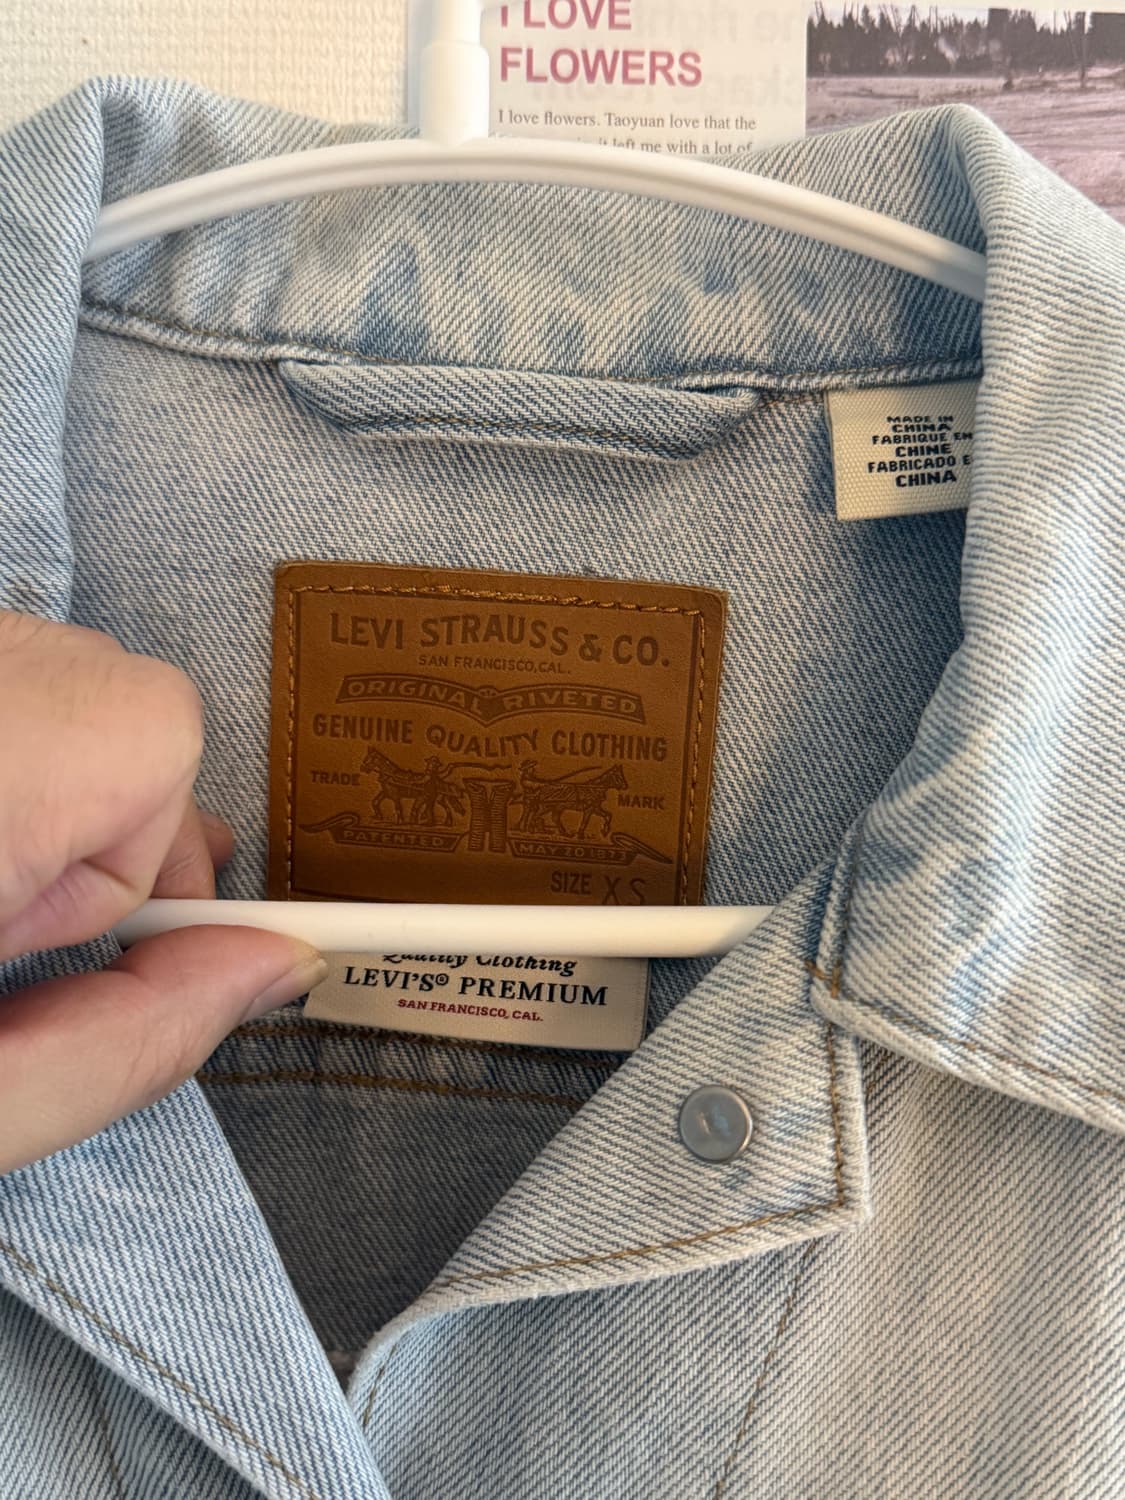 I LOVE
FLOWERS
I love flowers. Taoyuan love that the
it left me with a lot of
MADE IN
CHINA
FABRIQUE EN
CHINE
FABRICADO E
CHINA
LEVI STRAUSS & CO.
SAN FRANCISCO, CAL.
ORIGINAL RIVETED
GENUINE QUALITY CLOTHING
TRADE MARK
PATENTED MAY 20 1873
SIZE XS
Quality Clothing
LEVI'S® PREMIUM
SAN FRANCISCO, CAL.